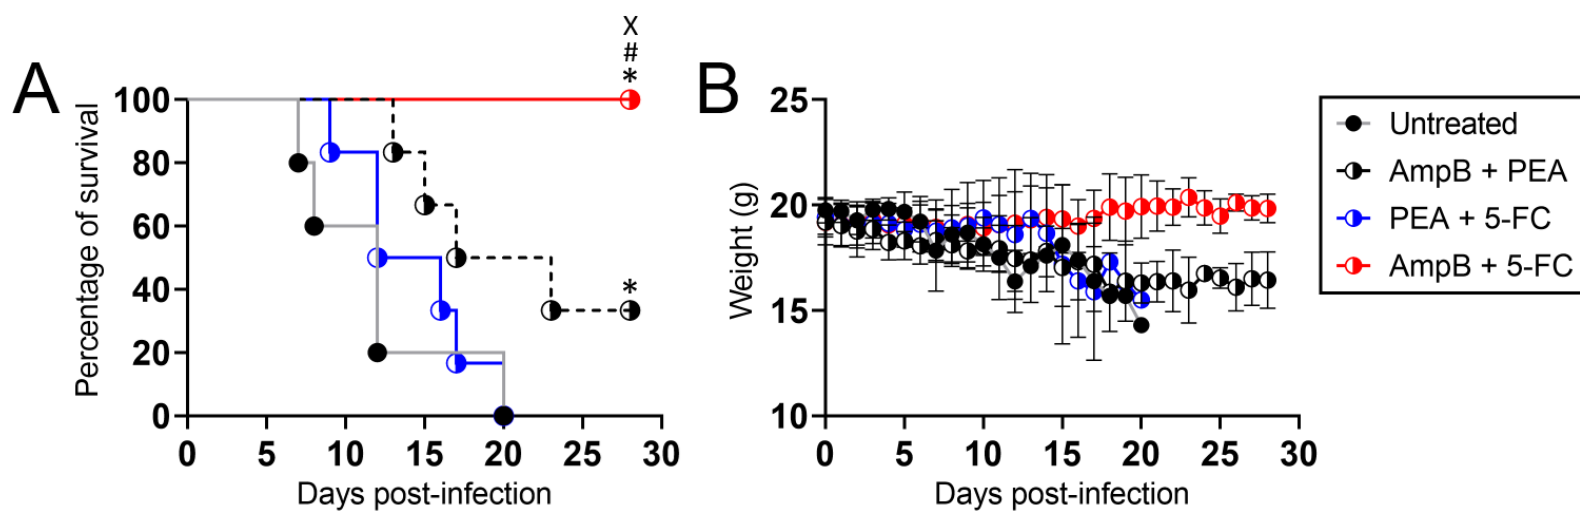 A
Percentage of survival
100
80
60
40
20
0
0 5 10 15 20 25 30
Days post-infection
X
#
*
*
B
Weight (g)
25
20
15
10
0 5 10 15 20 25 30
Days post-infection
Untreated
AmpB + PEA
PEA + 5-FC
AmpB + 5-FC